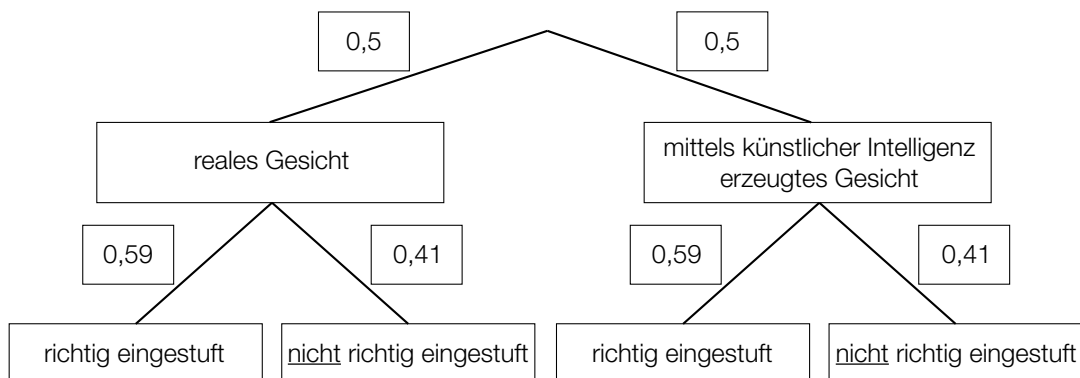 0,5
0,5
reales Gesicht
mittels künstlicher Intelligenz
erzeugtes Gesicht
0,59
0,41
0,59
0,41
richtig eingestuft
nicht richtig eingestuft
richtig eingestuft
nicht richtig eingestuft